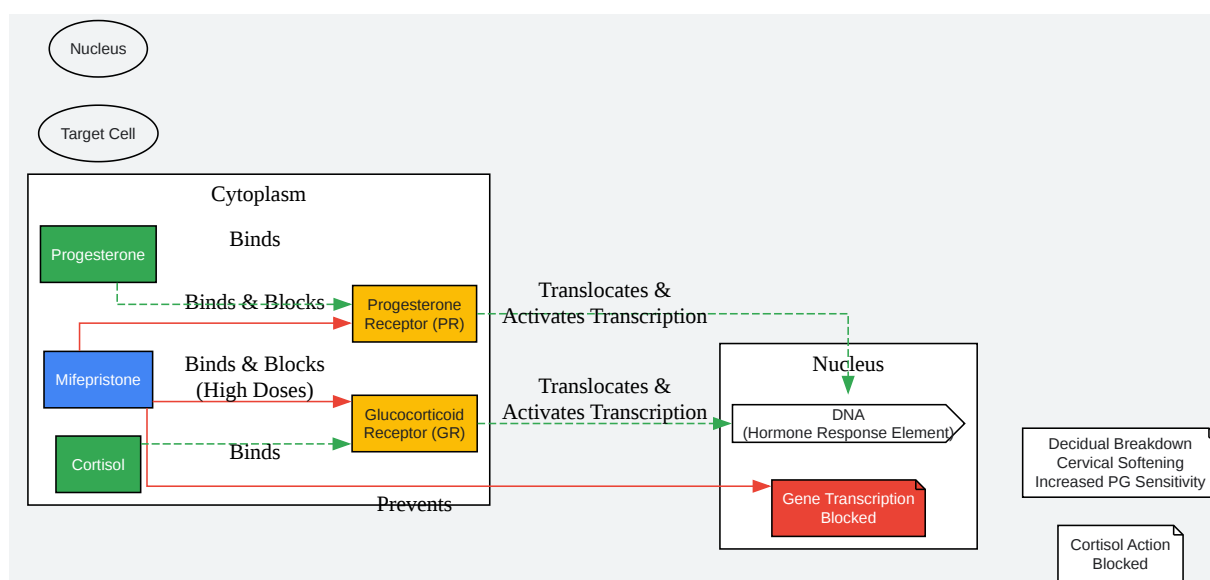 Nucleus
Target Cell
Cytoplasm
Progesterone
Binds
Binds & Blocks
Progesterone
Receptor (PR)
Translocates &
Activates Transcription
Mifepristone
Binds & Blocks
(High Doses)
Glucocorticoid
Receptor (GR)
Translocates &
Activates Transcription
Cortisol
Binds
Prevents
Nucleus
DNA
(Hormone Response Element)
Gene Transcription
Blocked
Decidual Breakdown
Cervical Softening
Increased PG Sensitivity
Cortisol Action
Blocked